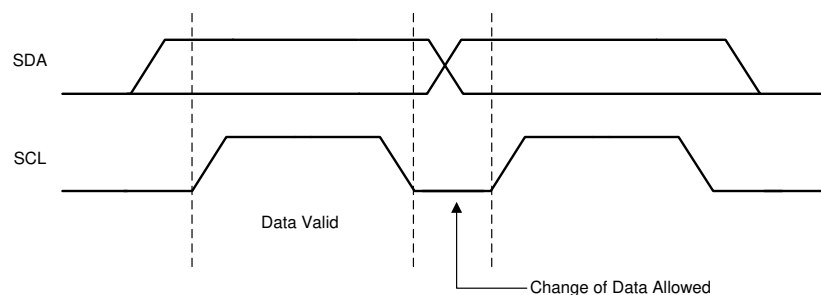 SDA
SCL
Data Valid
Change of Data Allowed